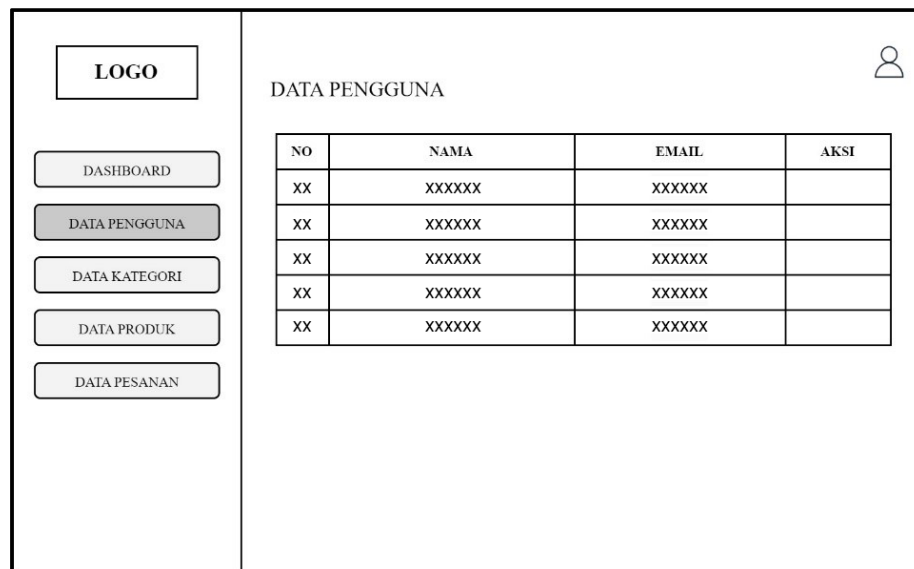 LOGO
DASHBOARD
DATA PENGGUNA
DATA KATEGORI
DATA PRODUK
DATA PESANAN
DATA PENGGUNA
NO NAMA EMAIL AKSI
XX XXXXXX XXXXXX
XX XXXXXX XXXXXX
XX XXXXXX XXXXXX
XX XXXXXX XXXXXX
XX XXXXXX XXXXXX